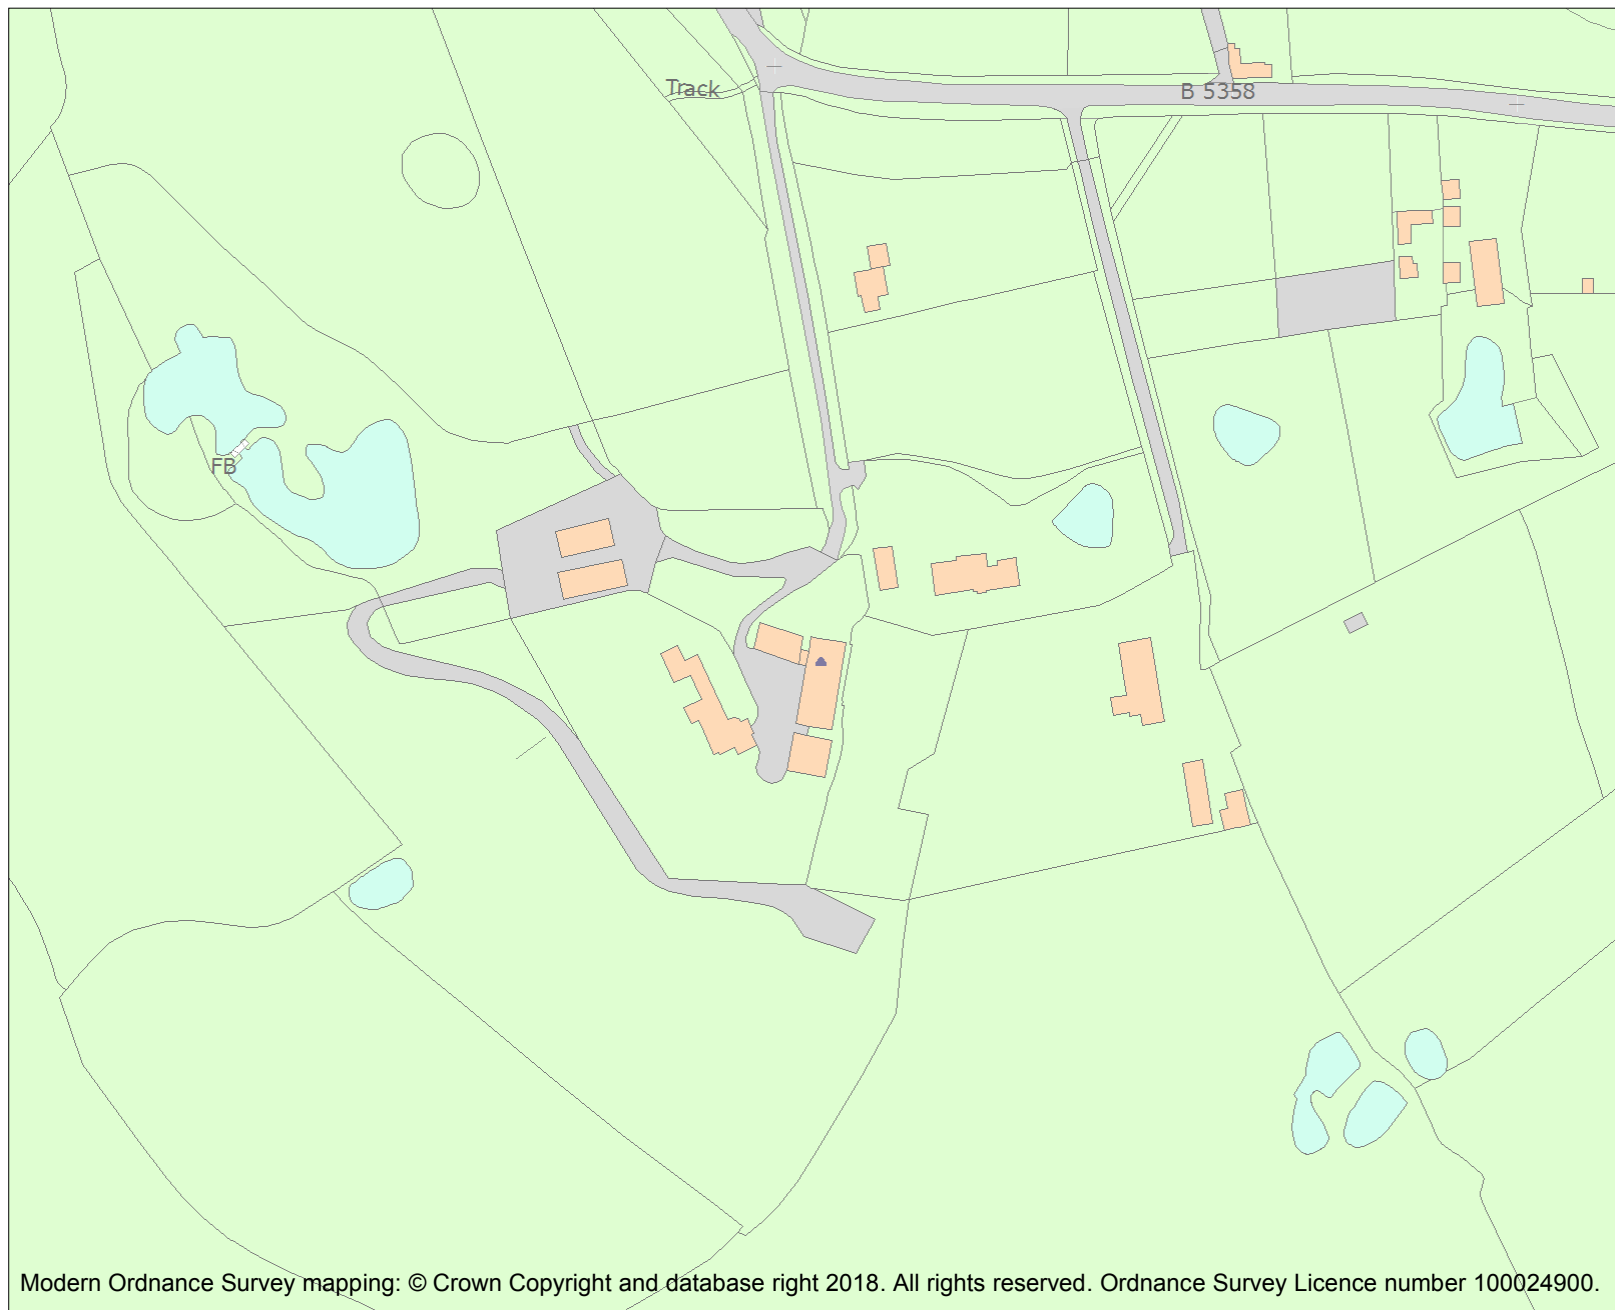 Track
B 5358
FB
Modern Ordnance Survey mapping: © Crown Copyright and database right 2018. All rights reserved. Ordnance Survey Licence number 100024900.